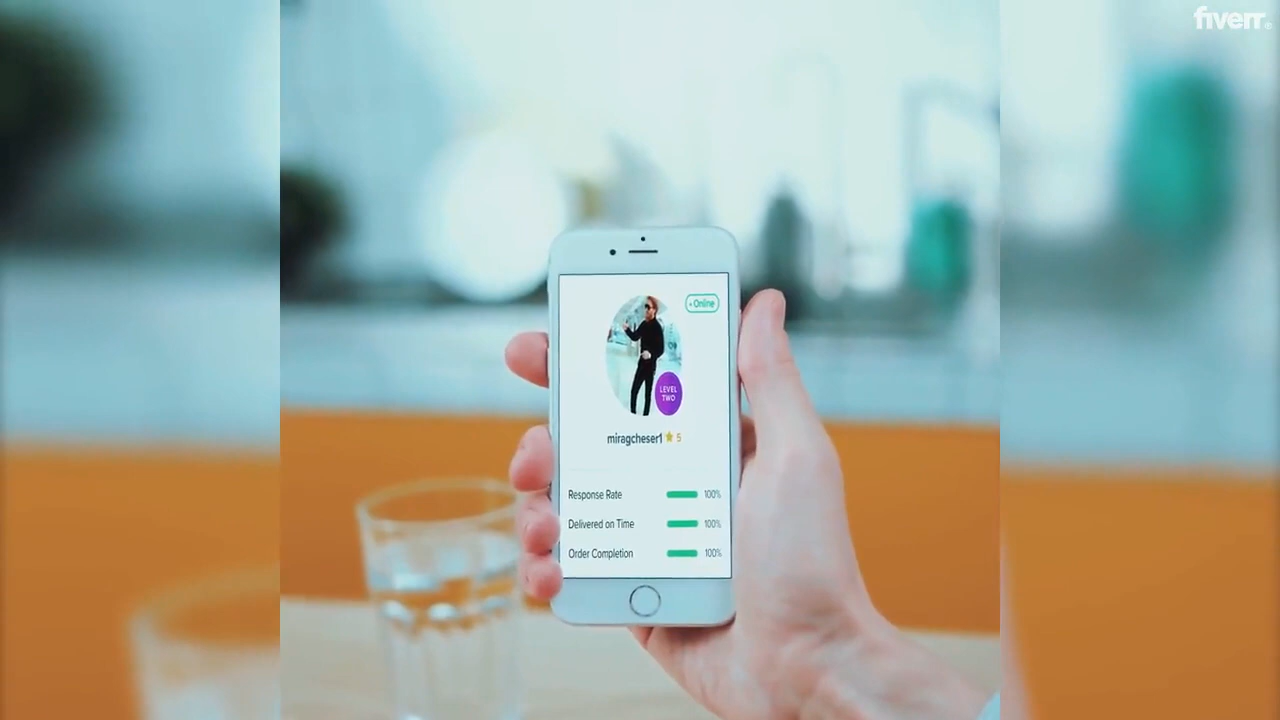 fiverr.
• Online
LEVEL
TWO
miragcheser1 ★ 5
Response Rate 100%
Delivered on Time 100%
Order Completion 100%